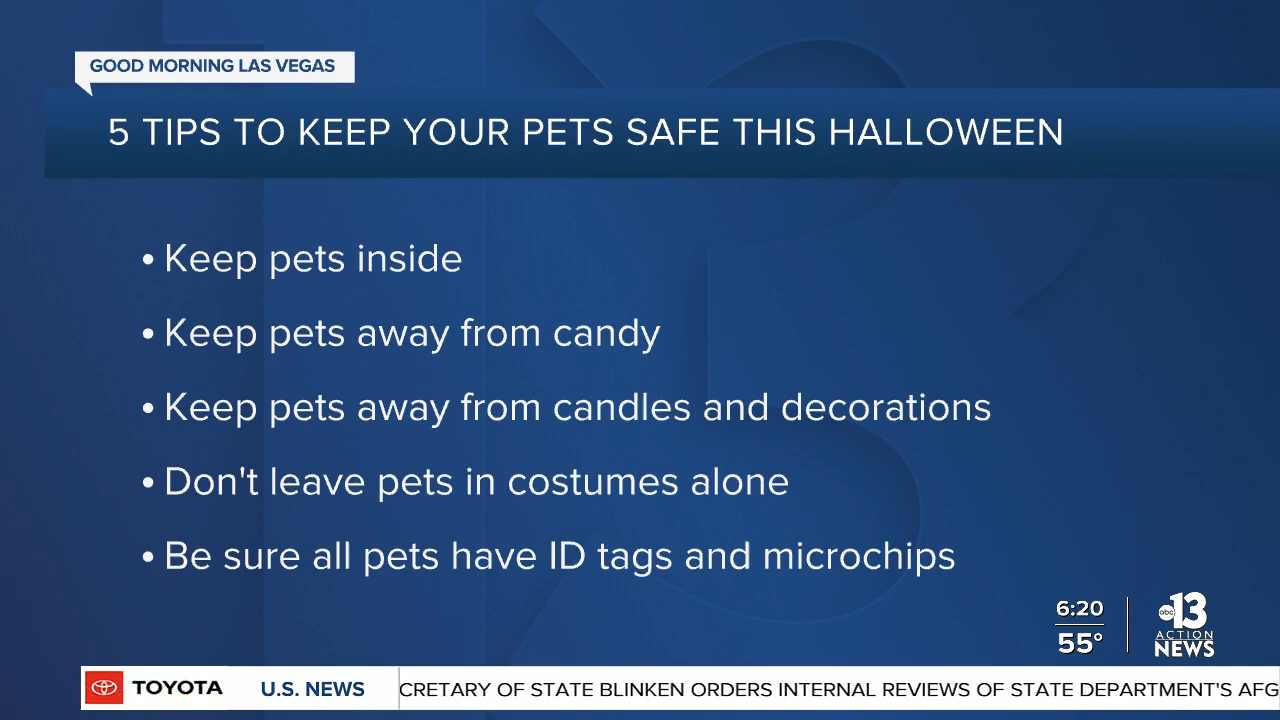 GOOD MORNING LAS VEGAS
5 TIPS TO KEEP YOUR PETS SAFE THIS HALLOWEEN
• Keep pets inside
• Keep pets away from candy
• Keep pets away from candles and decorations
• Don't leave pets in costumes alone
• Be sure all pets have ID tags and microchips
6:20
55°
abc 13
ACTION
NEWS
TOYOTA U.S. NEWS CRETARY OF STATE BLINKEN ORDERS INTERNAL REVIEWS OF STATE DEPARTMENT'S AFG